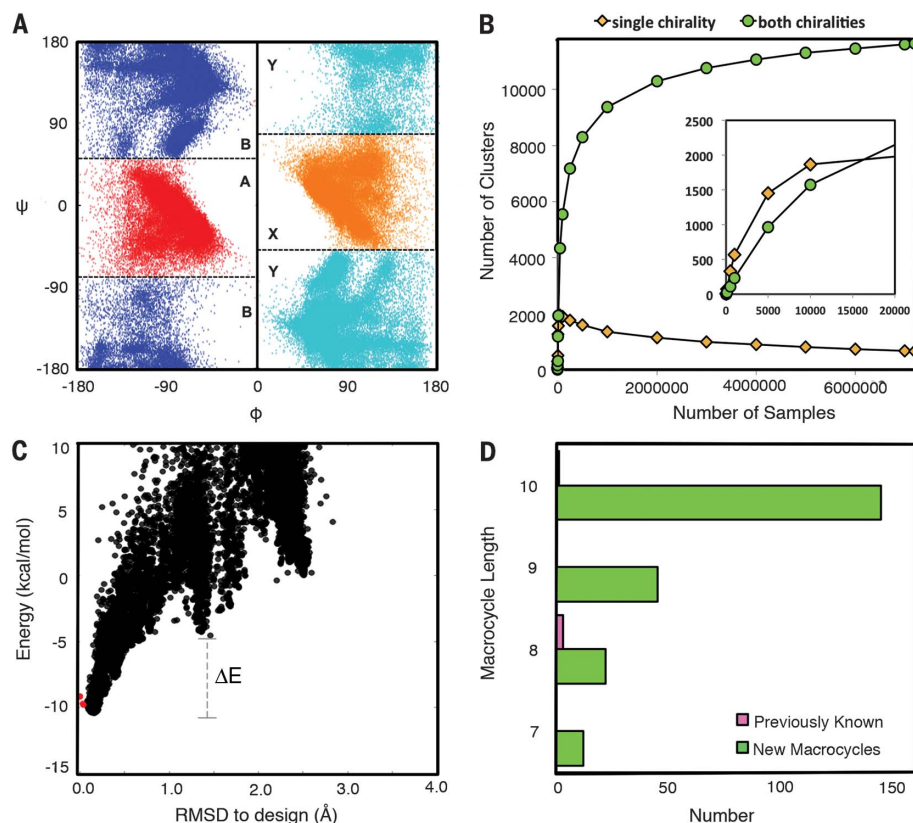 A
180
90
ψ
0
-90
-180
-180
-90
0
90
180
ϕ
B
A
B
Y
X
Y
B
single chirality
both chiralities
Number of Clusters
10000
8000
6000
4000
2000
0
0
2000000
4000000
6000000
Number of Samples
2500
2000
1500
1000
500
0
0
5000
10000
15000
20000
C
Energy (kcal/mol)
10
5
0
-5
-10
-15
ΔE
0.0
1.0
2.0
3.0
4.0
RMSD to design (Å)
D
Macrocycle Length
10
9
8
7
Previously Known
New Macrocycles
0
50
100
150
Number